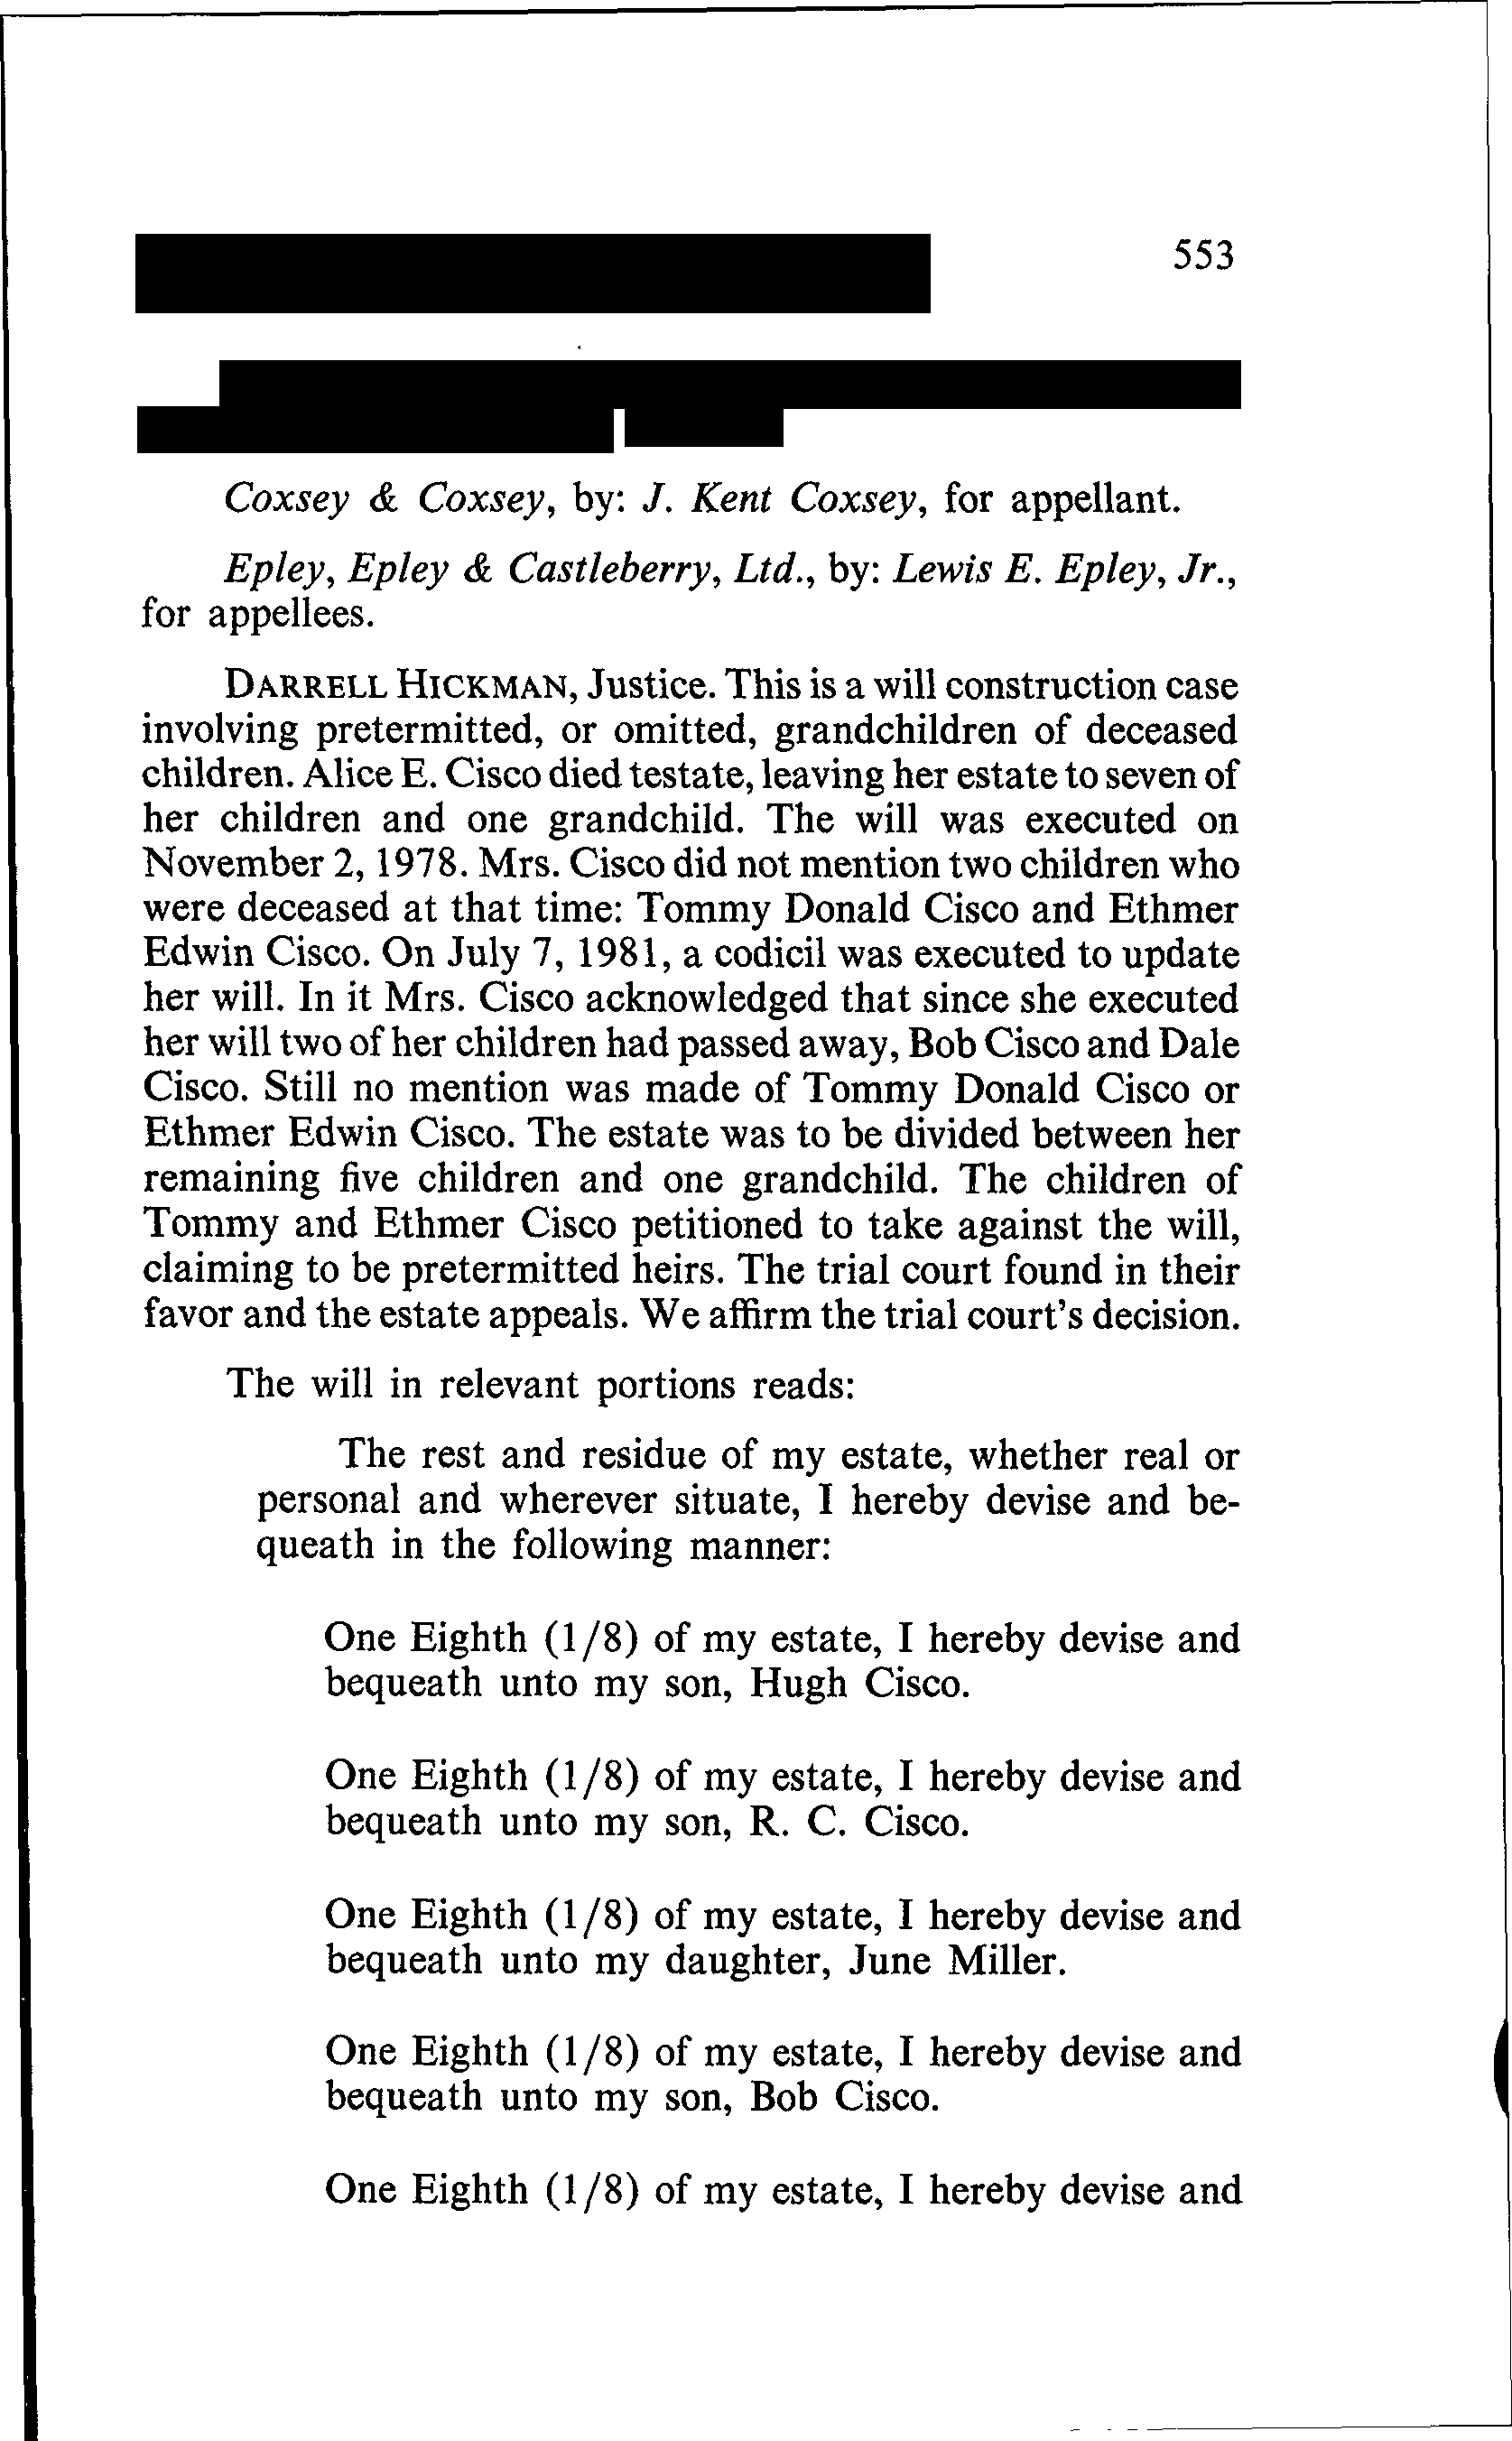 553
Coxsey & Coxsey, by: J. Kent Coxsey, for appellant.
Epley, Epley & Castleberry, Ltd., by: Lewis E. Epley, Jr.,
for appellees.
DARRELL HICKMAN, Justice. This is a will construction case
involving pretermitted, or omitted, grandchildren of deceased
children. Alice E. Cisco died testate, leaving her estate to seven of
her children and one grandchild. The will was executed on
November 2, 1978. Mrs. Cisco did not mention two children who
were deceased at that time: Tommy Donald Cisco and Ethmer
Edwin Cisco. On July 7, 1981, a codicil was executed to update
her will. In it Mrs. Cisco acknowledged that since she executed
her will two of her children had passed away, Bob Cisco and Dale
Cisco. Still no mention was made of Tommy Donald Cisco or
Ethmer Edwin Cisco. The estate was to be divided between her
remaining five children and one grandchild. The children of
Tommy and Ethmer Cisco petitioned to take against the will,
claiming to be pretermitted heirs. The trial court found in their
favor and the estate appeals. We affirm the trial court's decision.
The will in relevant portions reads:
The rest and residue of my estate, whether real or
personal and wherever situate, I hereby devise and be-
queath in the following manner:
One Eighth (1/8) of my estate, I hereby devise and
bequeath unto my son, Hugh Cisco.
One Eighth (1/8) of my estate, I hereby devise and
bequeath unto my son, R. C. Cisco.
One Eighth (1/8) of my estate, I hereby devise and
bequeath unto my daughter, June Miller.
One Eighth (1/8) of my estate, I hereby devise and
bequeath unto my son, Bob Cisco.
One Eighth (1/8) of my estate, I hereby devise and